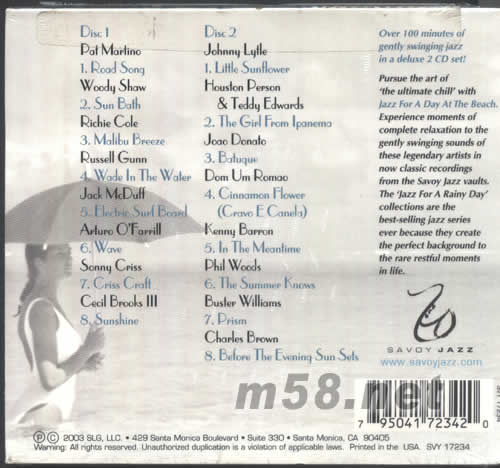 Disc 1
Pat Martino
1. Road Song
Woody Shaw
2. Sun Bath
Richie Cole
3. Malibu Breeze
Russell Gunn
4. Wade In The Water
Jack McDuff
5. Electric Surf Board
Arturo O'Farrill
6. Wave
Sonny Criss
7. Criss Craft
Cecil Brooks III
8. Sunshine
Disc 2
Johnny Lytle
1. Little Sunflower
Houston Person
& Teddy Edwards
2. The Girl From Ipanema
Joao Donato
3. Batuque
Dom Um Romao
4. Cinnamon Flower
(Cravo E Canela)
Kenny Barron
5. In The Meantime
Phil Woods
6. The Summer Knows
Buster Williams
7. Prism
Charles Brown
8. Before The Evening Sun Sets
Over 100 minutes of
gently swinging jazz
in a deluxe 2 CD set!
Pursue the art of
'the ultimate chill' with
Jazz For A Day At The Beach.
Experience moments of
complete relaxation to the
gently swinging sounds of
these legendary artists in
now classic recordings
from the Savoy Jazz vaults.
The 'Jazz For A Rainy Day'
collections are the
best-selling jazz series
ever because they create
the perfect background to
the rare restful moments
in life.
SAVOY JAZZ
www.savoyjazz.com
m58.net
7 95041 72342 0
SVY 17234
℗ © 2003 SLG, LLC. • 429 Santa Monica Boulevard • Suite 330 • Santa Monica, CA 90405
Warning: All rights reserved. Unauthorized duplication is a violation of applicable laws. Printed in the USA. SVY 17234